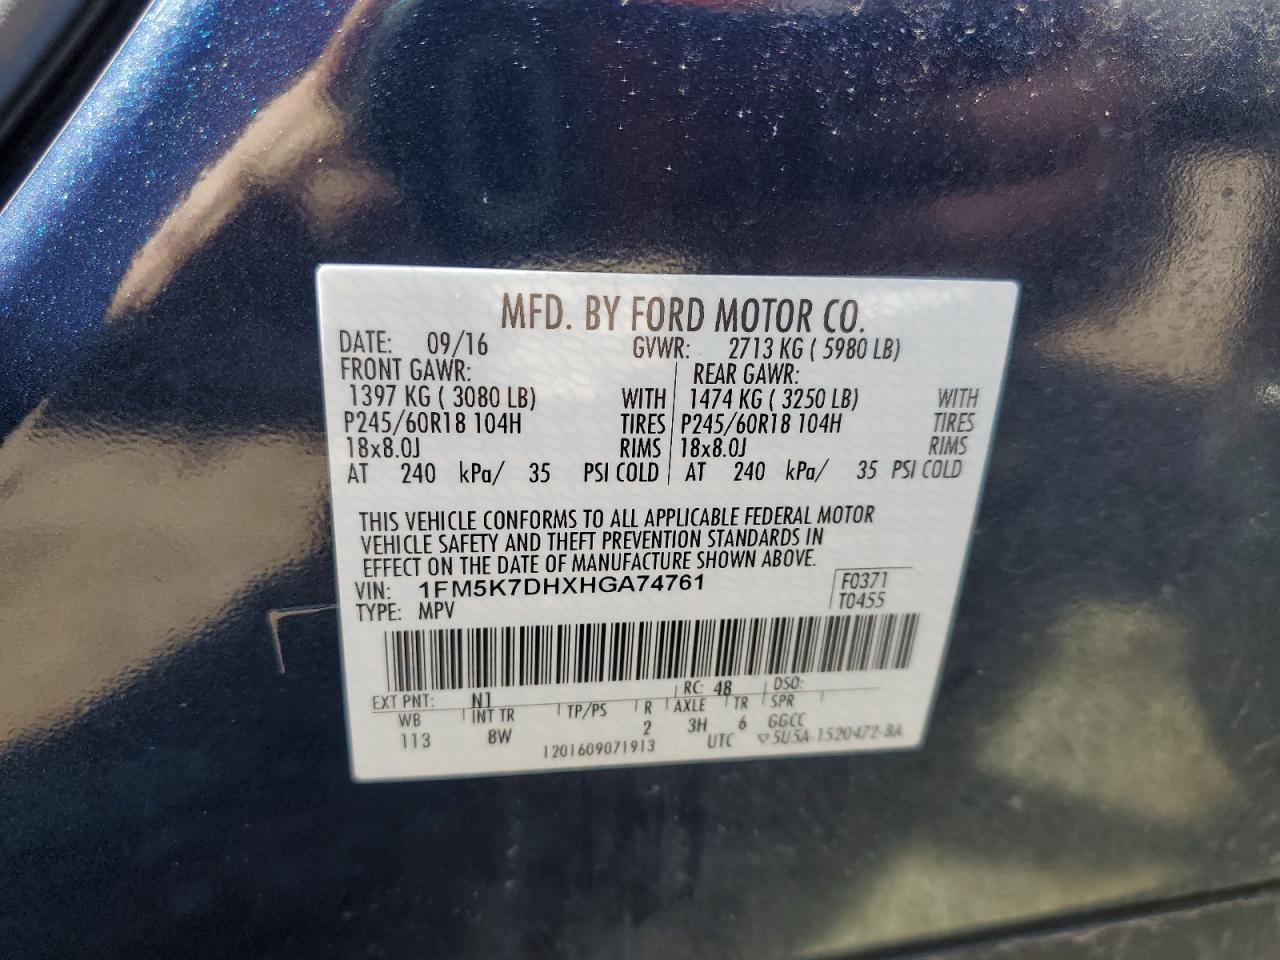 MFD. BY FORD MOTOR CO.
DATE: 09/16 GVWR: 2713 KG ( 5980 LB)
FRONT GAWR: REAR GAWR:
1397 KG ( 3080 LB) WITH 1474 KG ( 3250 LB) WITH
P245/60R18 104H TIRES P245/60R18 104H TIRES
18x8.0J RIMS 18x8.0J RIMS
AT 240 kPa/ 35 PSI COLD AT 240 kPa/ 35 PSI COLD
THIS VEHICLE CONFORMS TO ALL APPLICABLE FEDERAL MOTOR
VEHICLE SAFETY AND THEFT PREVENTION STANDARDS IN
EFFECT ON THE DATE OF MANUFACTURE SHOWN ABOVE.
VIN: 1FM5K7DHXHGA74761 F0371
TYPE: MPV T0455
EXT PNT: N1 RC: 48 DSO:
WB INT TR TP/PS R AXLE TR SPR
113 8W 2 3H 6 GGCC
1201609071913 UTC ▽5U5A-1520472-BA